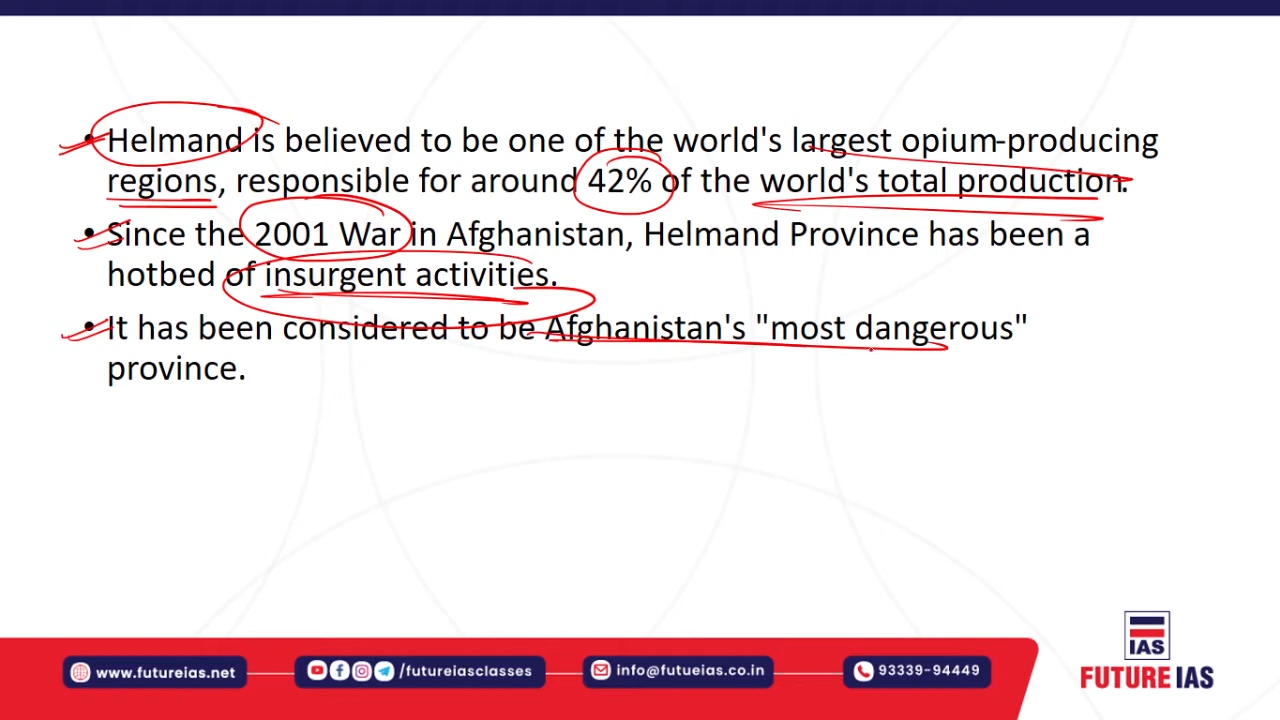 • Helmand is believed to be one of the world's largest opium-producing
regions, responsible for around 42% of the world's total production.
• Since the 2001 War in Afghanistan, Helmand Province has been a
hotbed of insurgent activities.
• It has been considered to be Afghanistan's "most dangerous"
province.
www.futureias.net
/futureiasclasses
info@futueias.co.in
93339-94449
IAS
FUTURE IAS